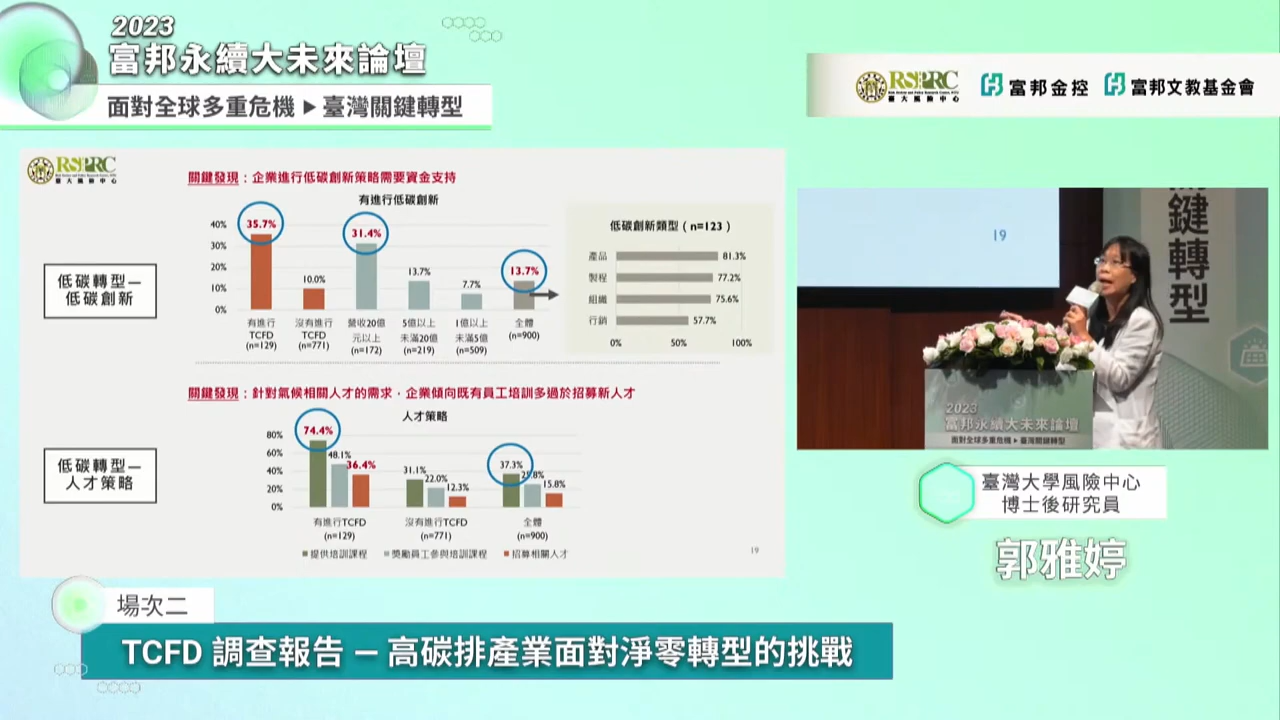 2023
富邦永續大未來論壇
面對全球多重危機▶臺灣關鍵轉型
RSPRC
臺大風險中心
富邦金控
富邦文教基金會
RSPRC
臺大風險中心
關鍵發現：企業進行低碳創新策略需要資金支持
低碳轉型—
低碳創新
有進行低碳創新
40%
30%
20%
10%
0%
35.7%
10.0%
31.4%
13.7%
7.7%
13.7%
有進行
TCFD
(n=129)
沒有進行
TCFD
(n=771)
營收20億
元以上
(n=172)
5億以上
未滿20億
(n=219)
1億以上
未滿5億
(n=509)
全體
(n=900)
低碳創新類型（n=123）
產品 81.3%
製程 77.2%
組織 75.6%
行銷 57.7%
0% 50% 100%
關鍵發現：針對氣候相關人才的需求，企業傾向既有員工培訓多過於招募新人才
低碳轉型—
人才策略
人才策略
80%
60%
40%
20%
0%
74.4%
48.1%
36.4%
31.1%
22.0%
12.3%
37.3%
25.8%
15.8%
有進行TCFD
(n=129)
沒有進行TCFD
(n=771)
全體
(n=900)
提供培訓課程 獎勵員工參與培訓課程 招募相關人才
19
19
關鍵轉型
2023
富邦永續大未來論壇
面對全球多重危機▶臺灣關鍵轉型
臺灣大學風險中心
博士後研究員
郭雅婷
場次二
TCFD 調查報告 — 高碳排產業面對淨零轉型的挑戰